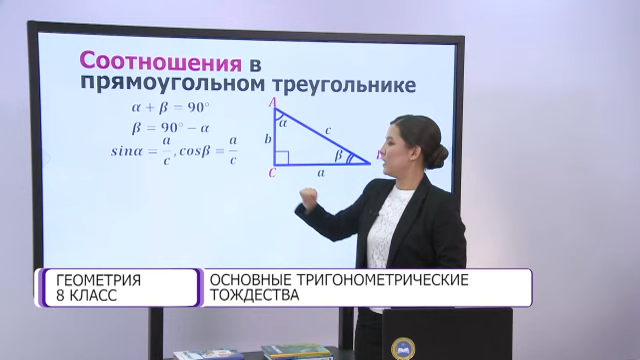 Соотношения в
прямоугольном треугольнике
α + β = 90°
β = 90° − α
sinα = a/c, cosβ = a/c
A
α
c
b
β
C
a
ГЕОМЕТРИЯ
8 КЛАСС
ОСНОВНЫЕ ТРИГОНОМЕТРИЧЕСКИЕ
ТОЖДЕСТВА